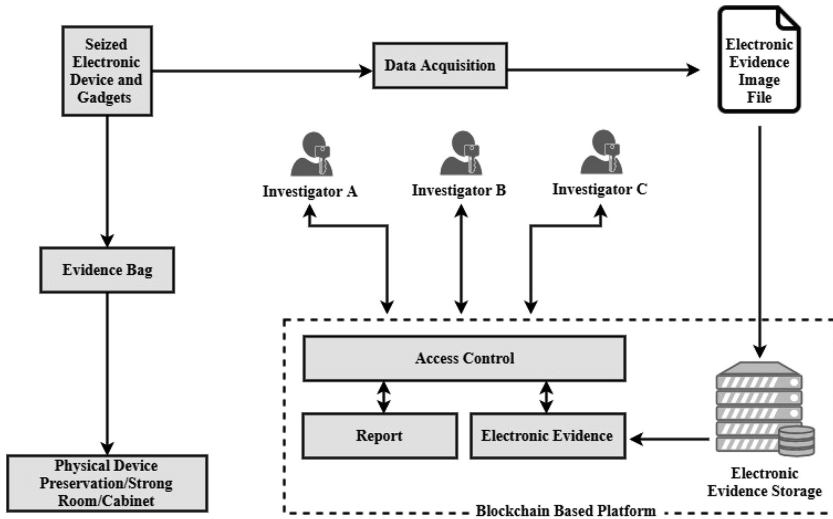 Seized
Electronic
Device and
Gadgets
Data Acquisition
Electronic
Evidence
Image
File
Investigator A
Investigator B
Investigator C
Evidence Bag
Access Control
Report
Electronic Evidence
Physical Device
Preservation/Strong
Room/Cabinet
Electronic
Evidence Storage
Blockchain Based Platform